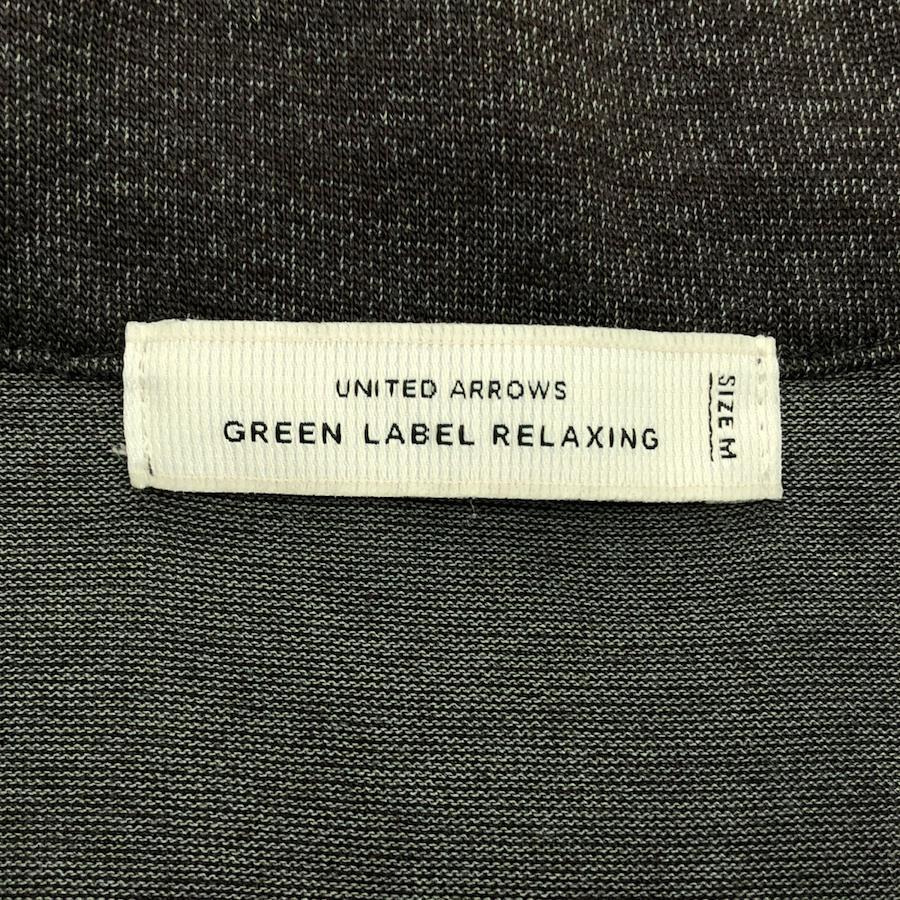 UNITED ARROWS
GREEN LABEL RELAXING
SIZE M